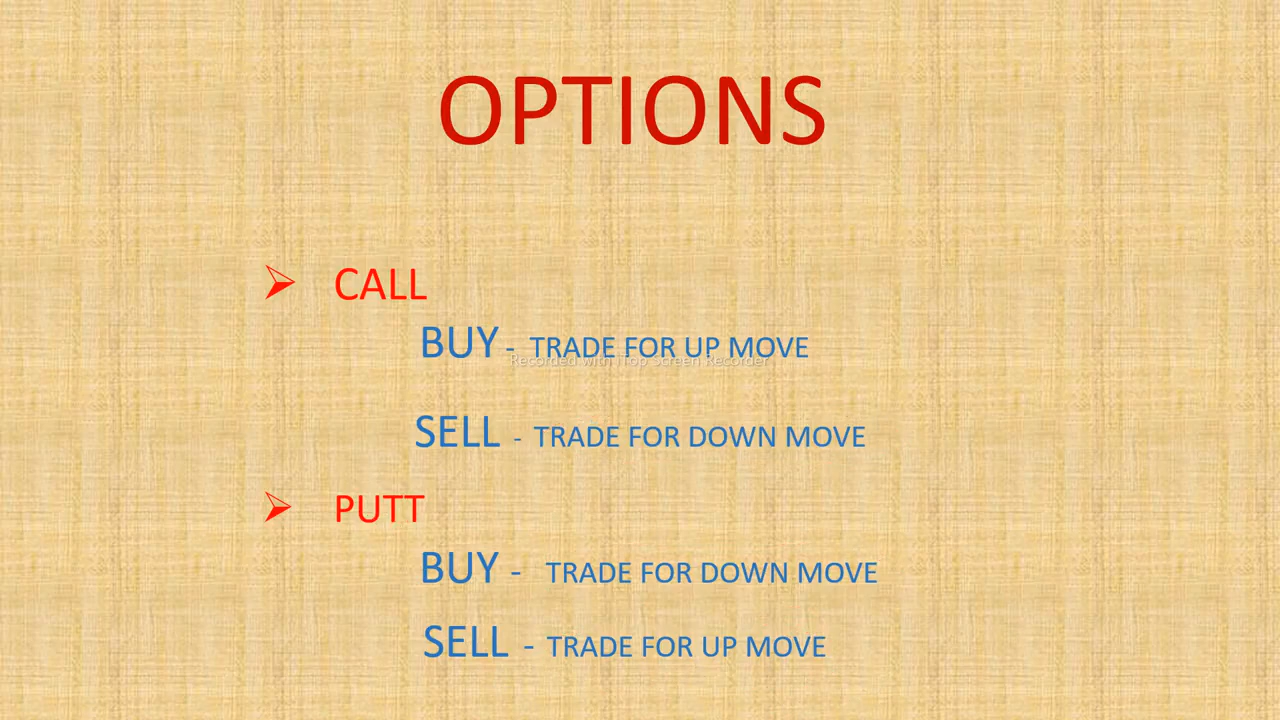 OPTIONS
➢ CALL
BUY - TRADE FOR UP MOVE
Recorded with iTop Screen Recorder
SELL - TRADE FOR DOWN MOVE
➢ PUTT
BUY - TRADE FOR DOWN MOVE
SELL - TRADE FOR UP MOVE